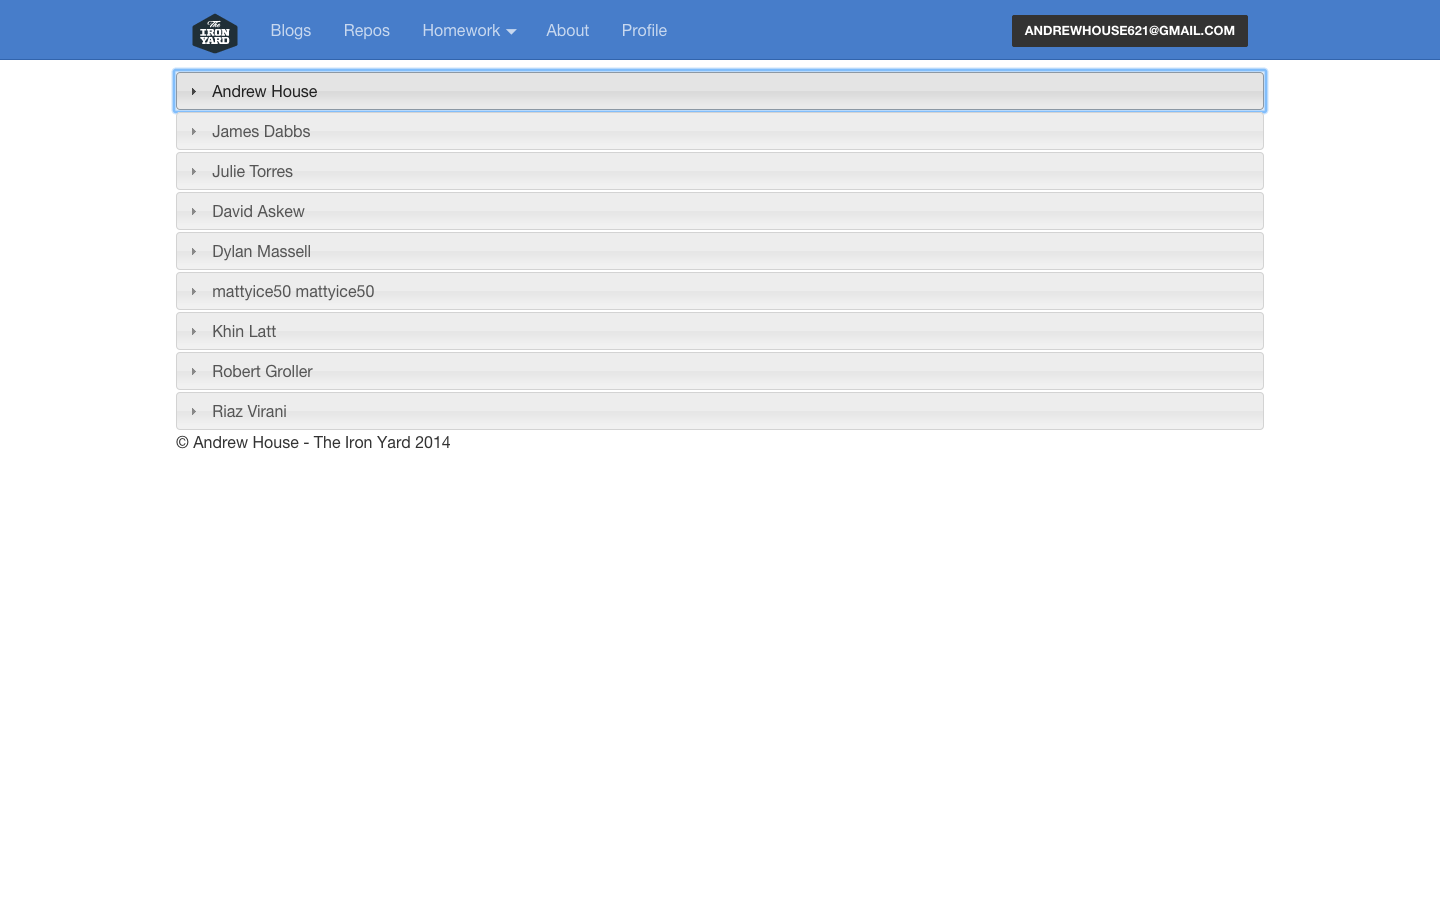 The
IRON
YARD
Blogs Repos Homework About Profile ANDREWHOUSE621@GMAIL.COM
Andrew House
James Dabbs
Julie Torres
David Askew
Dylan Massell
mattyice50 mattyice50
Khin Latt
Robert Groller
Riaz Virani
© Andrew House - The Iron Yard 2014